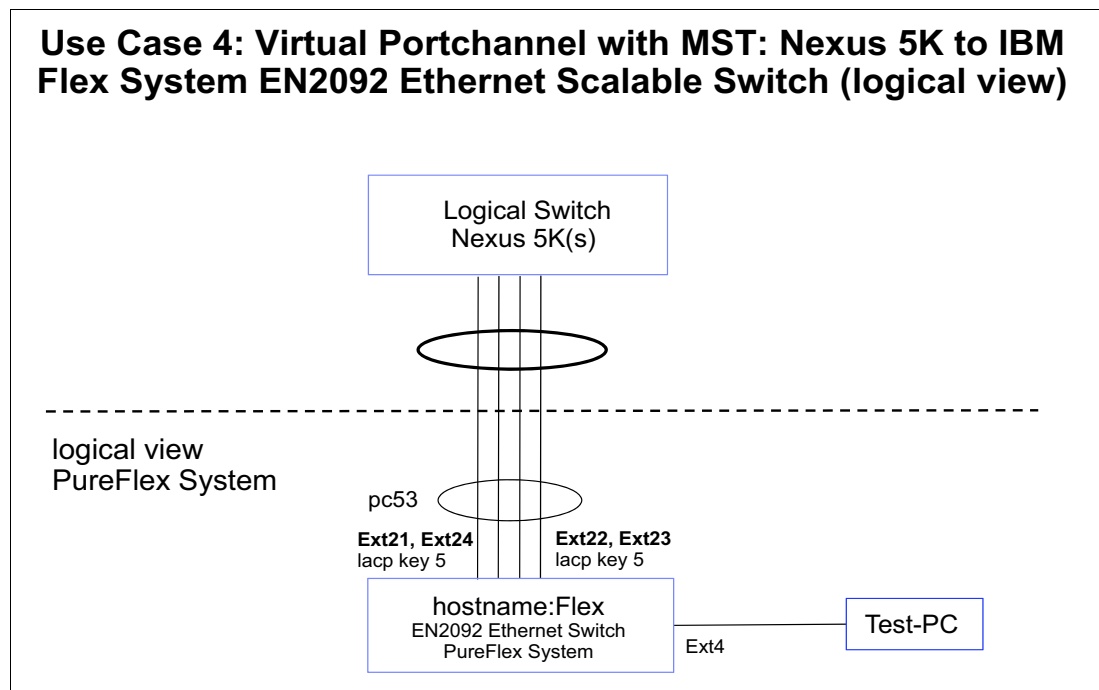 Use Case 4: Virtual Portchannel with MST: Nexus 5K to IBM
Flex System EN2092 Ethernet Scalable Switch (logical view)
Logical Switch
Nexus 5K(s)
logical view
PureFlex System
pc53
Ext21, Ext24
lacp key 5
Ext22, Ext23
lacp key 5
hostname:Flex
EN2092 Ethernet Switch
PureFlex System
Ext4
Test-PC